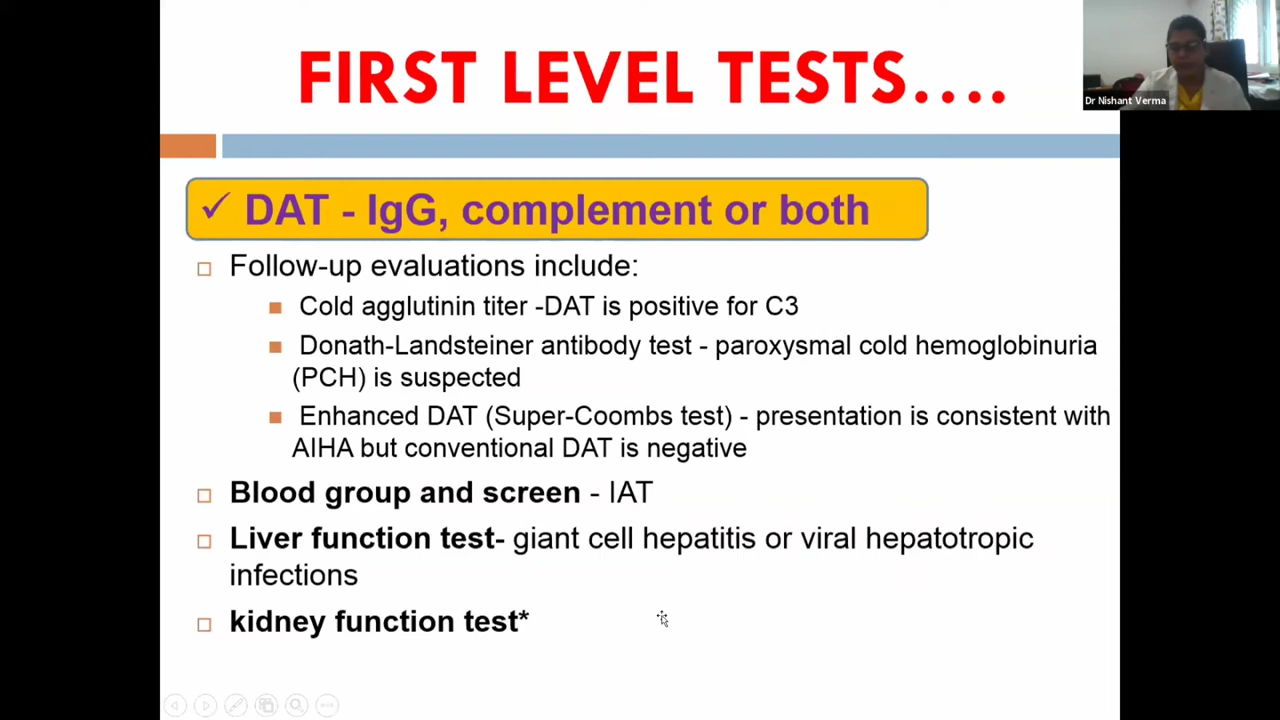 FIRST LEVEL TESTS....
Dr Nishant Verma
✓ DAT - IgG, complement or both
Follow-up evaluations include:
Cold agglutinin titer -DAT is positive for C3
Donath-Landsteiner antibody test - paroxysmal cold hemoglobinuria
(PCH) is suspected
Enhanced DAT (Super-Coombs test) - presentation is consistent with
AIHA but conventional DAT is negative
Blood group and screen - IAT
Liver function test- giant cell hepatitis or viral hepatotropic
infections
kidney function test*